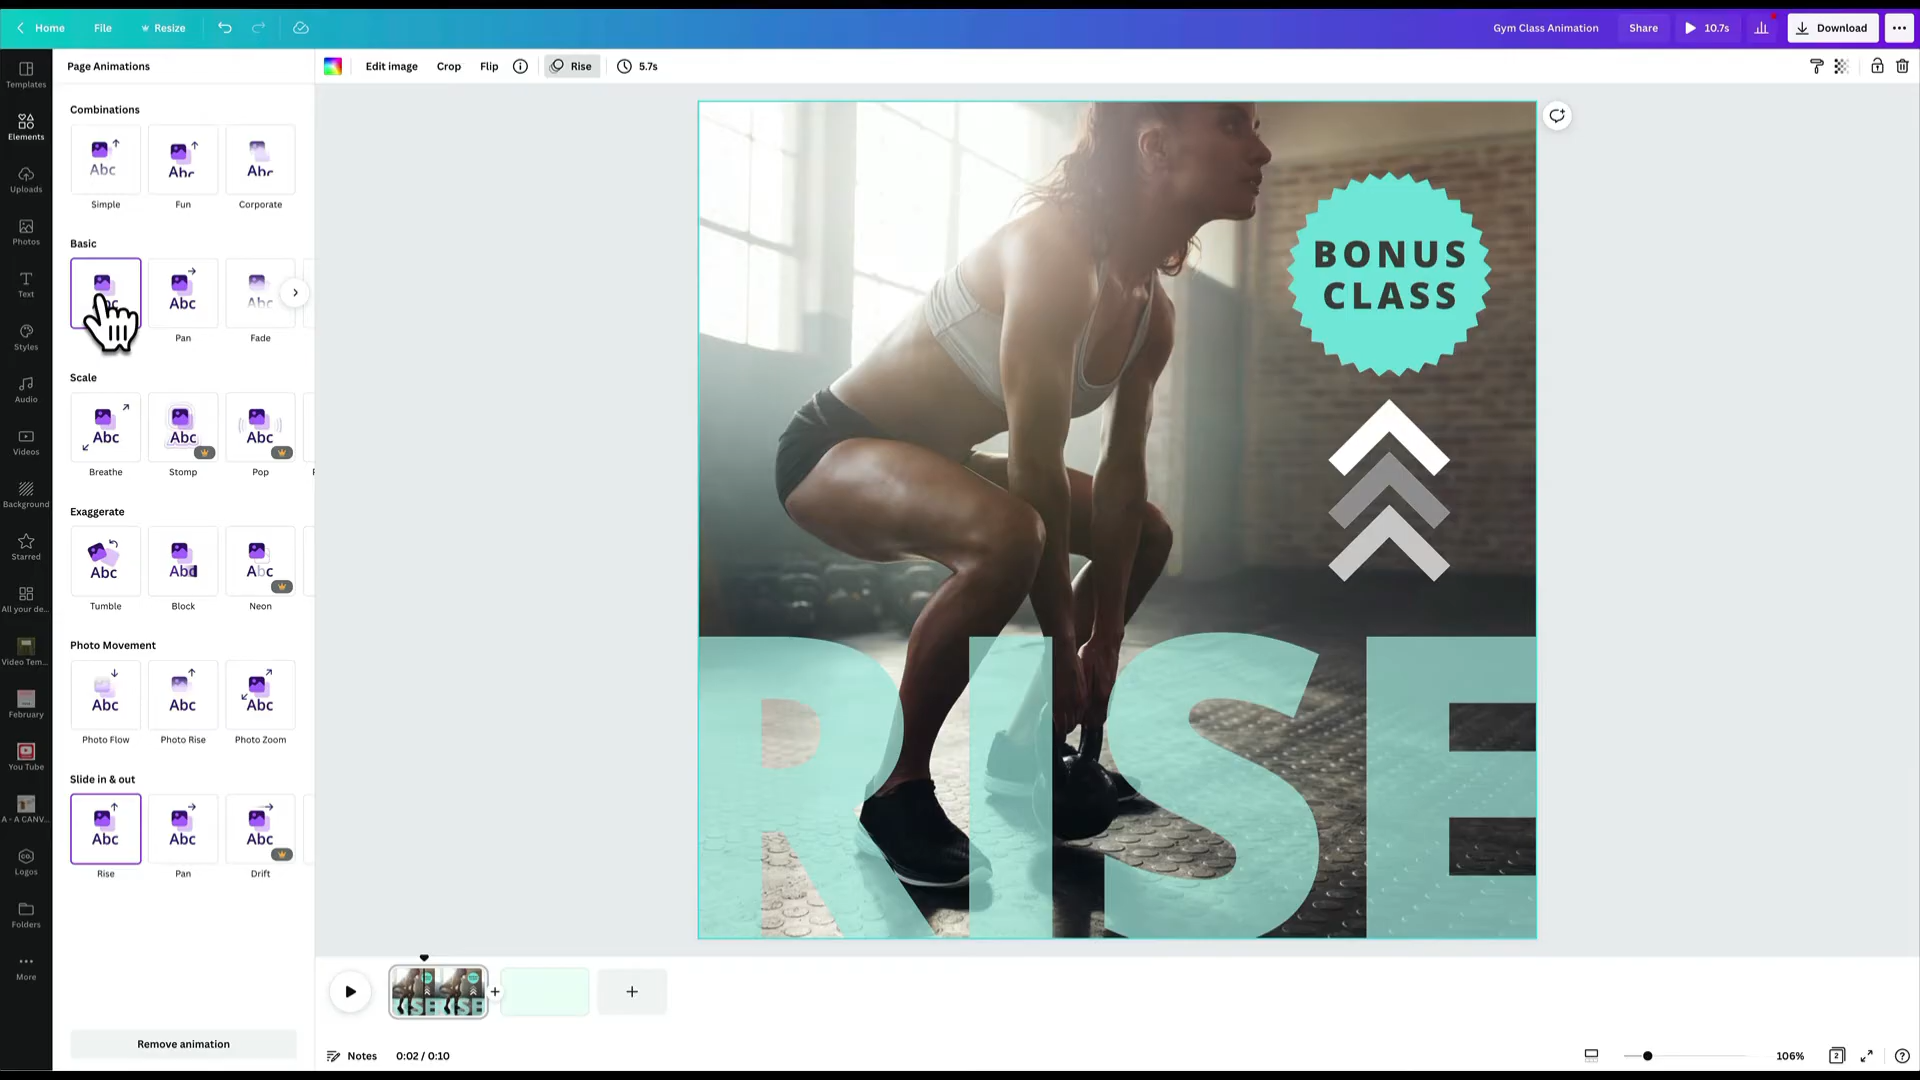 Home File Resize Gym Class Animation Share 10.7s Download
Templates
Elements
Uploads
Photos
Text
Styles
Audio
Videos
Background
Starred
All your de...
Video Tem...
February
You Tube
A - A CANV...
Logos
Folders
More
Page Animations
Combinations
Abc Abc Abc
Simple Fun Corporate
Basic
Abc Abc
Pan Fade
Scale
Abc Abc Abc
Breathe Stomp Pop
Exaggerate
Abc Abc Abc
Tumble Block Neon
Photo Movement
Abc Abc Abc
Photo Flow Photo Rise Photo Zoom
Slide in & out
Abc Abc Abc
Rise Pan Drift
Remove animation
Edit image Crop Flip Rise 5.7s
BONUS
CLASS
RISE
Notes 0:02 / 0:10 106% 2